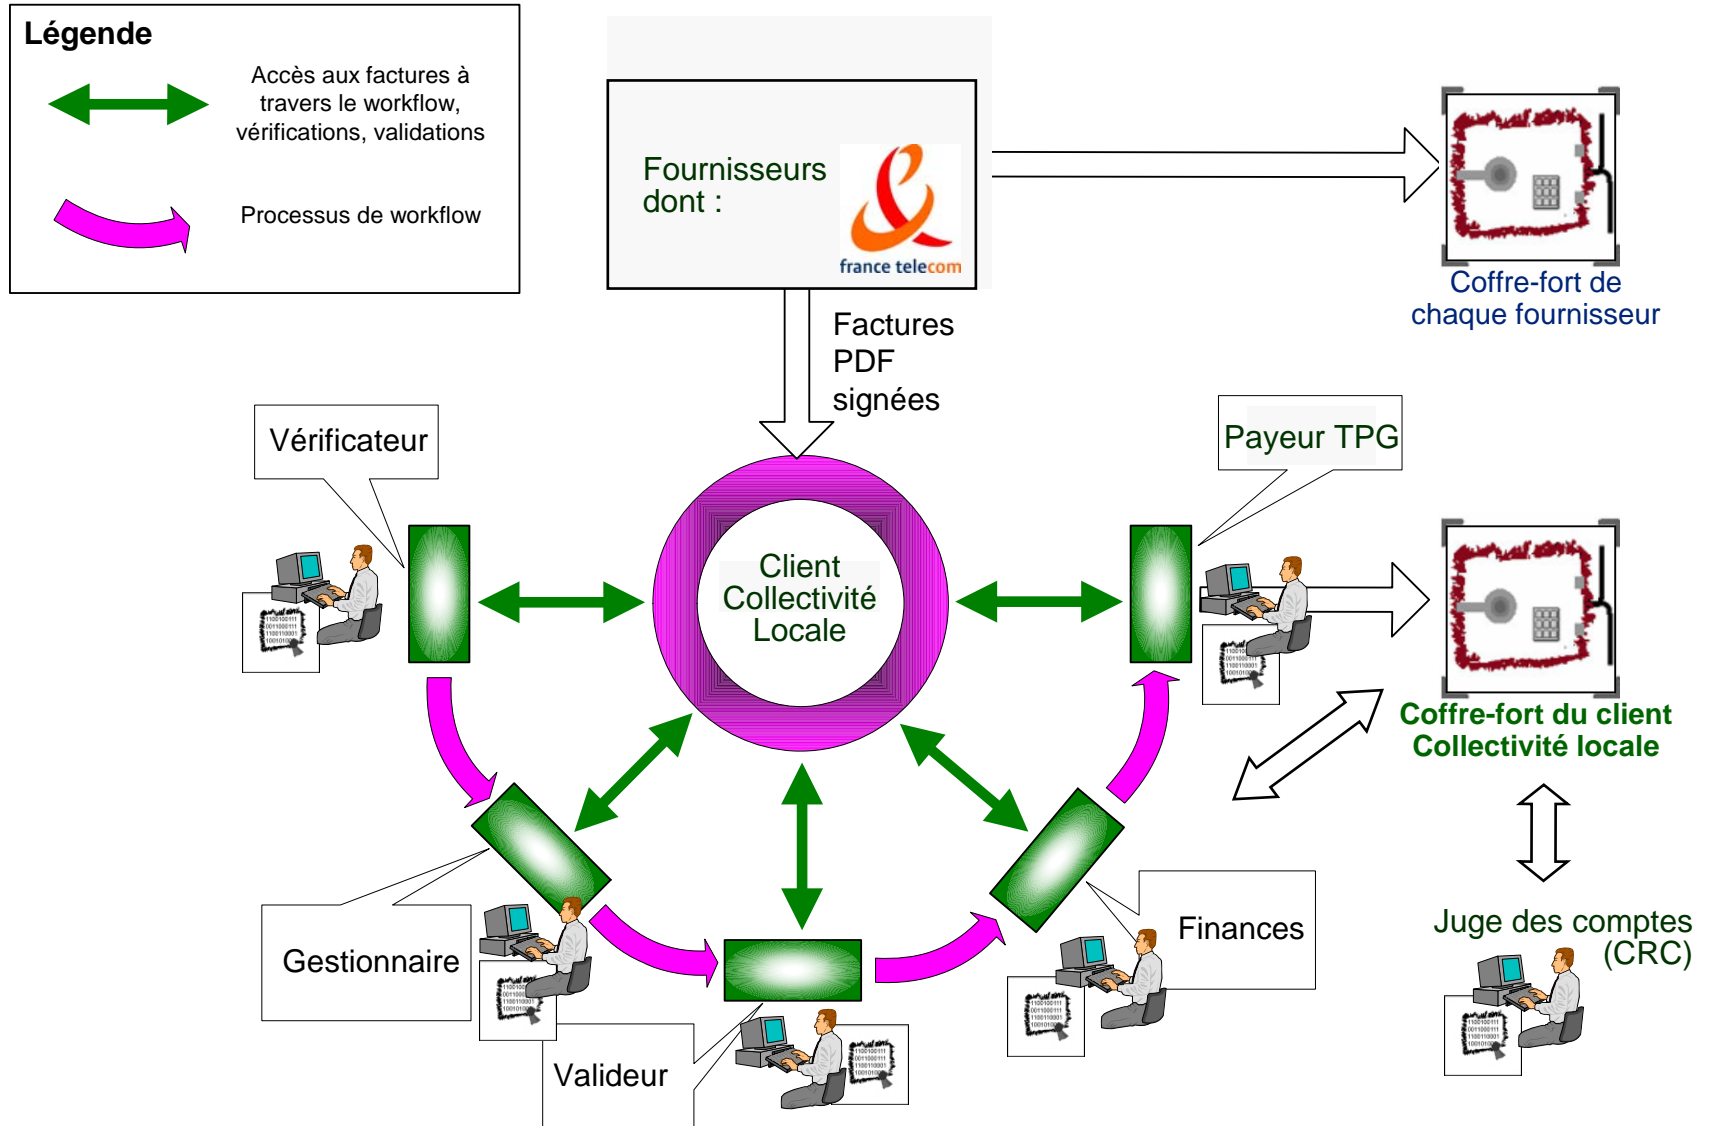 Légende
Accès aux factures à
travers le workflow,
vérifications, validations
Processus de workflow
Fournisseurs
dont :
france telecom
Coffre-fort de
chaque fournisseur
Factures
PDF
signées
Vérificateur
Payeur TPG
Client
Collectivité
Locale
Coffre-fort du client
Collectivité locale
Gestionnaire
Valideur
Finances
Juge des comptes
(CRC)